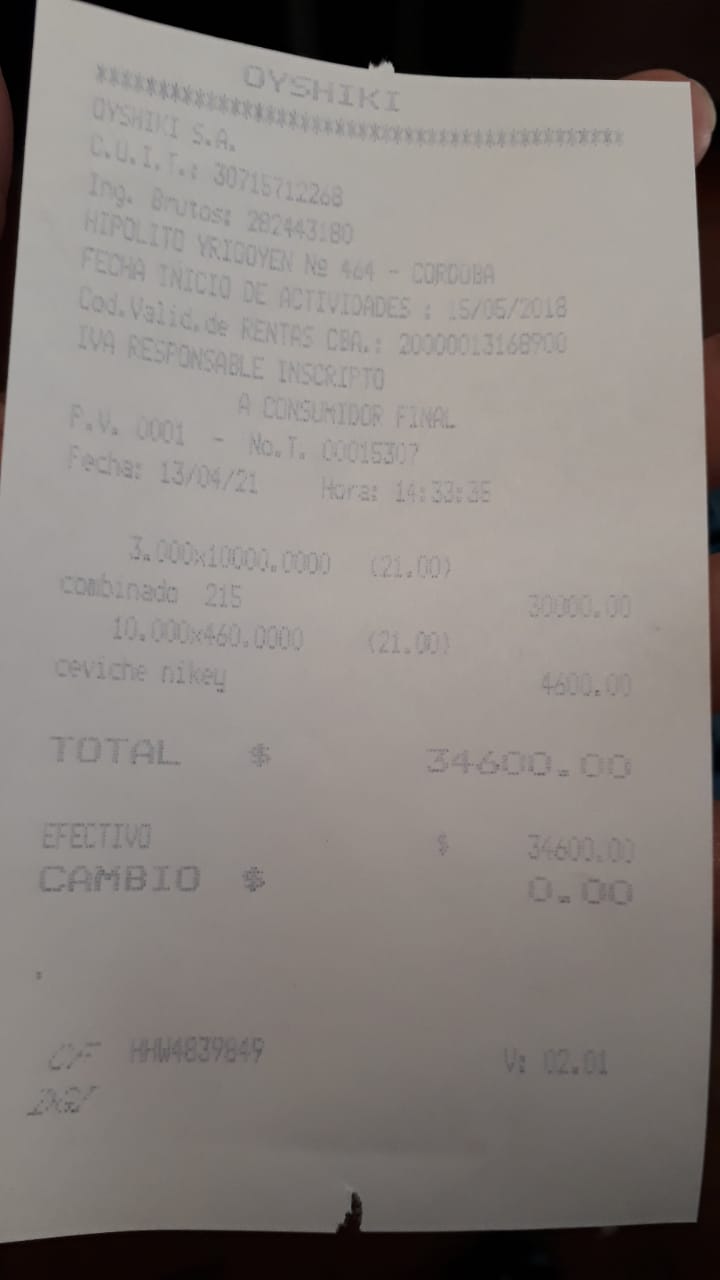 OYSHIKI
********************************************
OYSHIKI S.A.
C.U.I.T.: 30715712268
Ing. Brutos: 282443180
HIPOLITO YRIGOYEN Nº 464 - CORDOBA
FECHA INICIO DE ACTIVIDADES : 15/05/2018
Cod.Valid.de RENTAS CBA.: 20000013168900
IVA RESPONSABLE INSCRIPTO
A CONSUMIDOR FINAL
P.V. 0001 - No.T. 00015307
Fecha: 13/04/21 Hora: 14:33:35
3.000x10000.0000 (21.00)
combinado 215 30000.00
10.000x460.0000 (21.00)
ceviche nikey 4600.00
TOTAL $ 34600.00
EFECTIVO $ 34600.00
CAMBIO $ 0.00
.
CF HHW4839849 V: 02.01
DGI